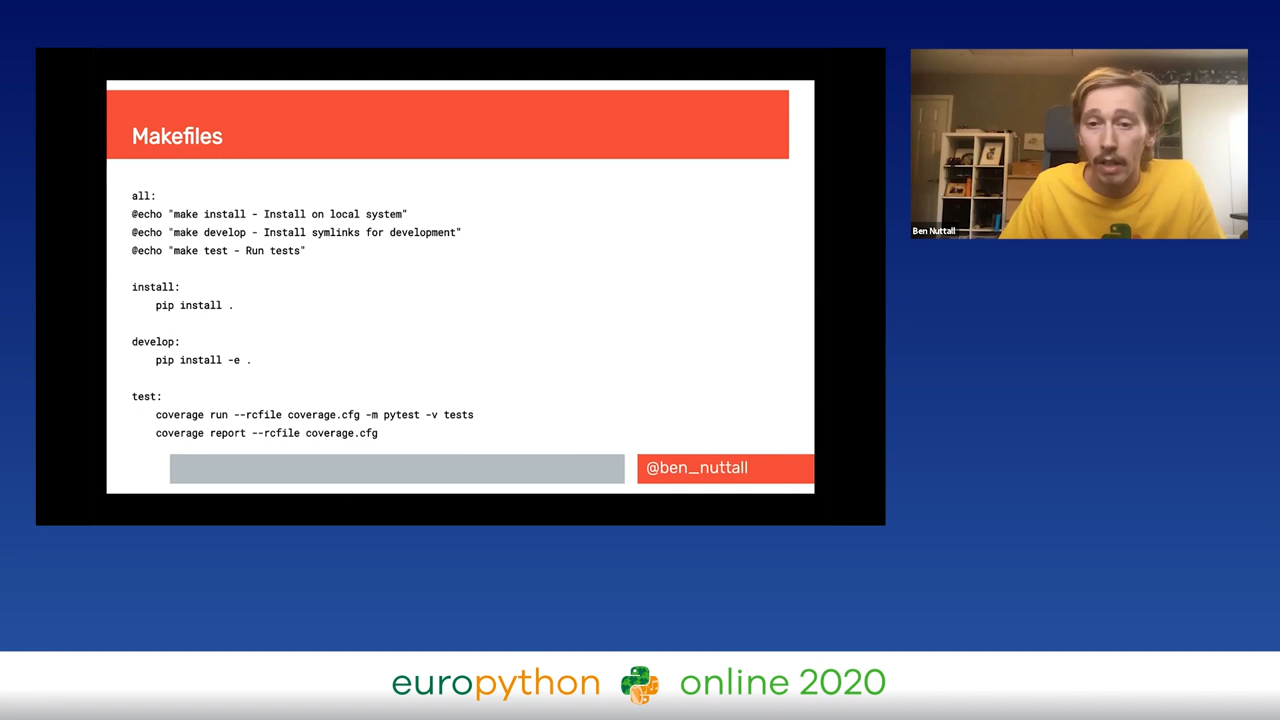 Makefiles
all:
@echo "make install - Install on local system"
@echo "make develop - Install symlinks for development"
@echo "make test - Run tests"
install:
pip install .
develop:
pip install -e .
test:
coverage run --rcfile coverage.cfg -m pytest -v tests
coverage report --rcfile coverage.cfg
@ben_nuttall
Ben Nuttall
europython online 2020